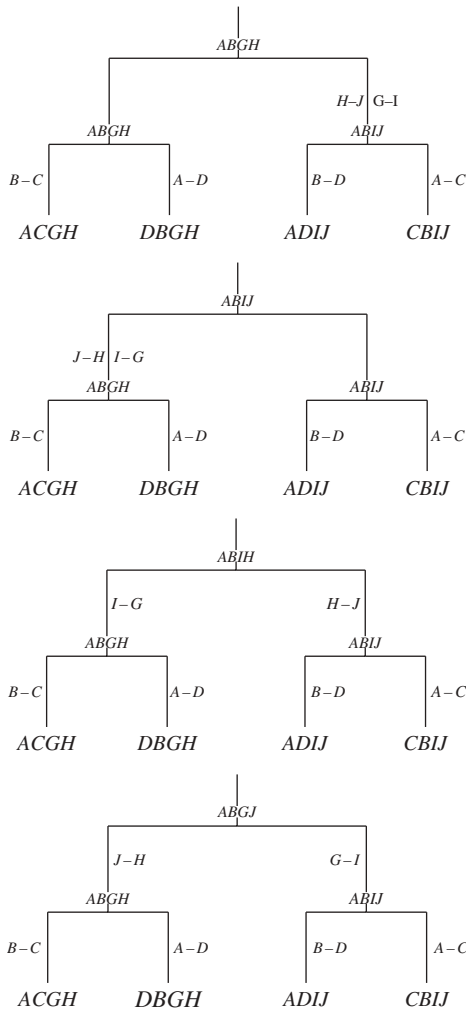 ABGH
H–J G–I
ABGH ABIJ
B–C A–D B–D A–C
ACGH DBGH ADIJ CBIJ
ABIJ
J–H I–G
ABGH ABIJ
B–C A–D B–D A–C
ACGH DBGH ADIJ CBIJ
ABIH
I–G H–J
ABGH ABIJ
B–C A–D B–D A–C
ACGH DBGH ADIJ CBIJ
ABGJ
J–H G–I
ABGH ABIJ
B–C A–D B–D A–C
ACGH DBGH ADIJ CBIJ